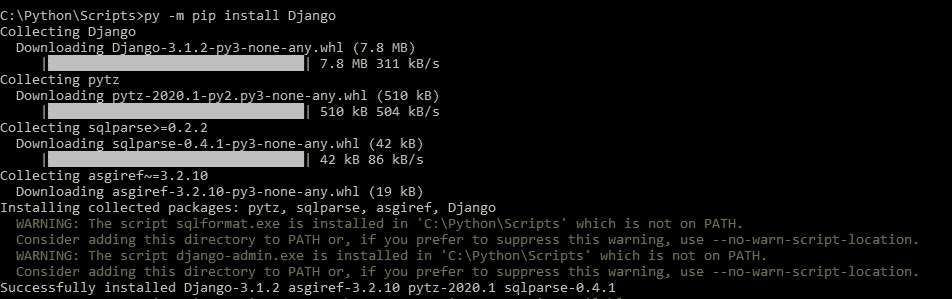 C:\Python\Scripts>py -m pip install Django
Collecting Django
Downloading Django-3.1.2-py3-none-any.whl (7.8 MB)
|████████████████████████████████| 7.8 MB 311 kB/s
Collecting pytz
Downloading pytz-2020.1-py2.py3-none-any.whl (510 kB)
|████████████████████████████████| 510 kB 504 kB/s
Collecting sqlparse>=0.2.2
Downloading sqlparse-0.4.1-py3-none-any.whl (42 kB)
|████████████████████████████████| 42 kB 86 kB/s
Collecting asgiref~=3.2.10
Downloading asgiref-3.2.10-py3-none-any.whl (19 kB)
Installing collected packages: pytz, sqlparse, asgiref, Django
WARNING: The script sqlformat.exe is installed in 'C:\Python\Scripts' which is not on PATH.
Consider adding this directory to PATH or, if you prefer to suppress this warning, use --no-warn-script-location.
WARNING: The script django-admin.exe is installed in 'C:\Python\Scripts' which is not on PATH.
Consider adding this directory to PATH or, if you prefer to suppress this warning, use --no-warn-script-location.
Successfully installed Django-3.1.2 asgiref-3.2.10 pytz-2020.1 sqlparse-0.4.1